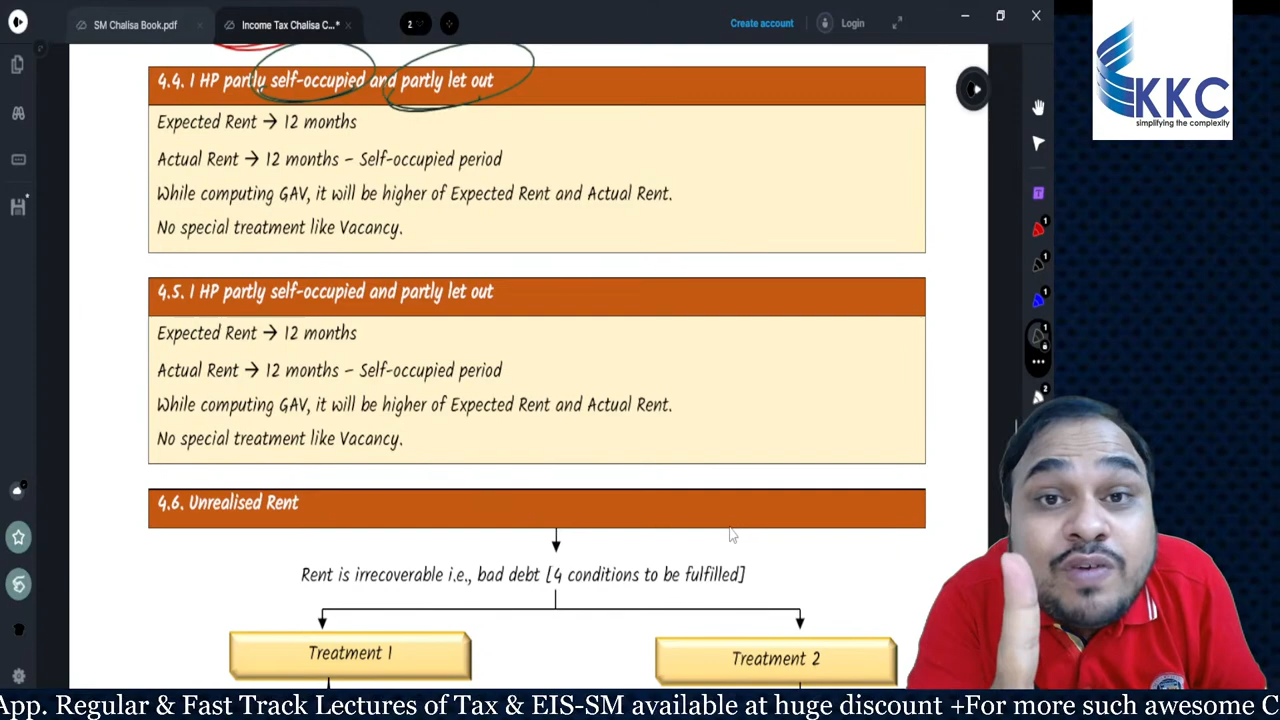 SM Chalisa Book.pdf
Income Tax Chalisa C...*
2
Create account
Login
KKC
simplifying the complexity
4.4. 1 HP partly self-occupied and partly let out
Expected Rent → 12 months
Actual Rent → 12 months – Self-occupied period
While computing GAV, it will be higher of Expected Rent and Actual Rent.
No special treatment like Vacancy.
4.5. 1 HP partly self-occupied and partly let out
Expected Rent → 12 months
Actual Rent → 12 months – Self-occupied period
While computing GAV, it will be higher of Expected Rent and Actual Rent.
No special treatment like Vacancy.
4.6. Unrealised Rent
Rent is irrecoverable i.e., bad debt [4 conditions to be fulfilled]
Treatment 1
Treatment 2
App. Regular & Fast Track Lectures of Tax & EIS-SM available at huge discount +For more such awesome C